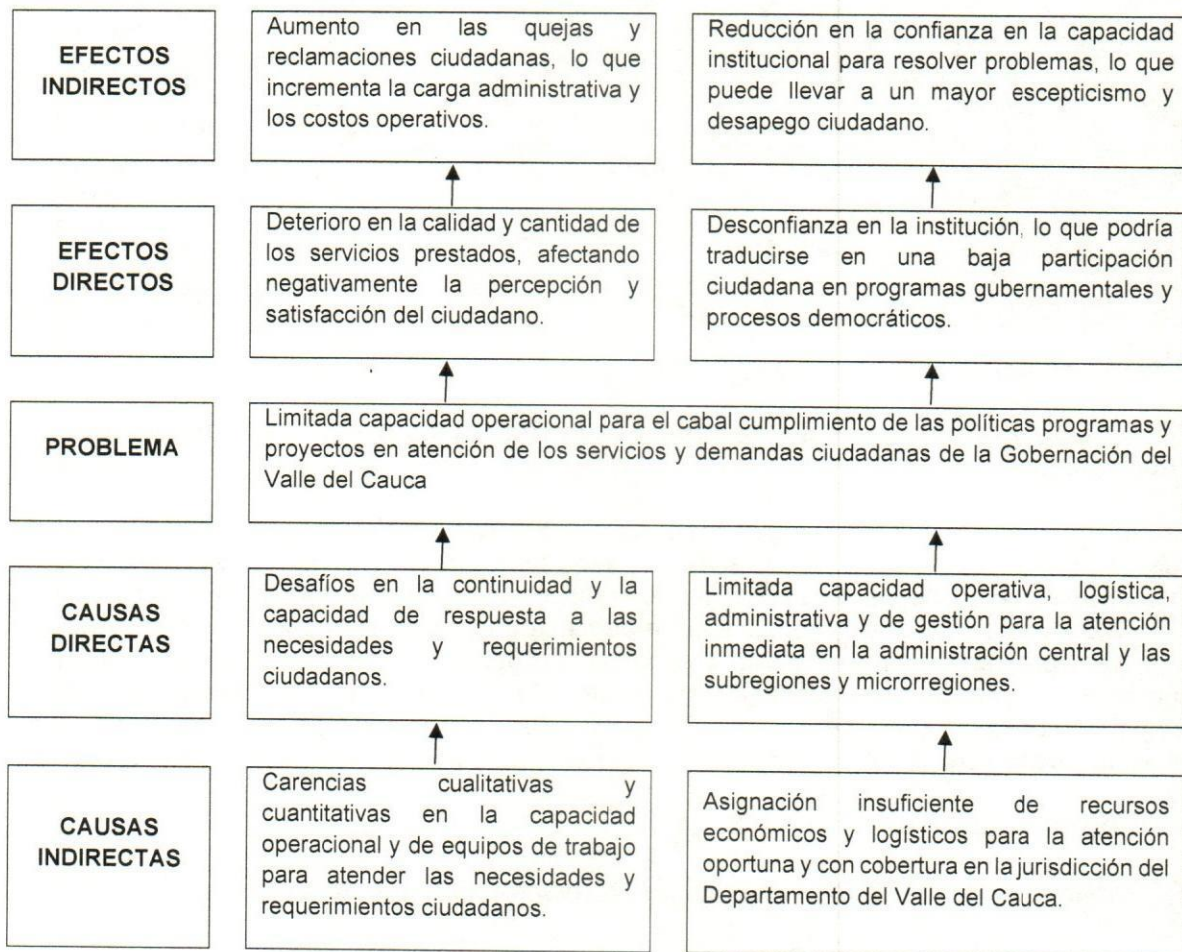 EFECTOS
INDIRECTOS
Aumento en las quejas y
reclamaciones ciudadanas, lo que
incrementa la carga administrativa y
los costos operativos.
Reducción en la confianza en la capacidad
institucional para resolver problemas, lo que
puede llevar a un mayor escepticismo y
desapego ciudadano.
EFECTOS
DIRECTOS
Deterioro en la calidad y cantidad de
los servicios prestados, afectando
negativamente la percepción y
satisfacción del ciudadano.
Desconfianza en la institución, lo que podría
traducirse en una baja participación
ciudadana en programas gubernamentales y
procesos democráticos.
PROBLEMA
Limitada capacidad operacional para el cabal cumplimiento de las políticas programas y
proyectos en atención de los servicios y demandas ciudadanas de la Gobernación del
Valle del Cauca
CAUSAS
DIRECTAS
Desafíos en la continuidad y la
capacidad de respuesta a las
necesidades y requerimientos
ciudadanos.
Limitada capacidad operativa, logística,
administrativa y de gestión para la atención
inmediata en la administración central y las
subregiones y microrregiones.
CAUSAS
INDIRECTAS
Carencias cualitativas y
cuantitativas en la capacidad
operacional y de equipos de trabajo
para atender las necesidades y
requerimientos ciudadanos.
Asignación insuficiente de recursos
económicos y logísticos para la atención
oportuna y con cobertura en la jurisdicción del
Departamento del Valle del Cauca.